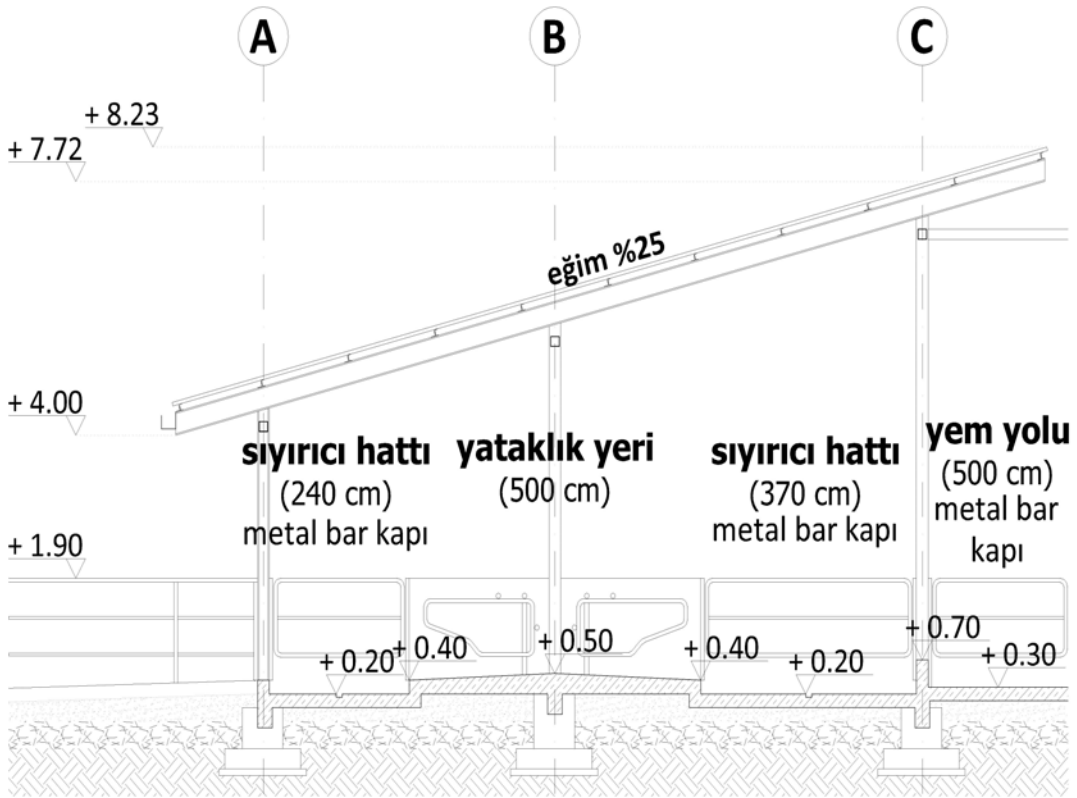 A
B
C
+ 8.23
+ 7.72
eğim %25
+ 4.00
sıyırıcı hattı
(240 cm)
metal bar kapı
yataklık yeri
(500 cm)
sıyırıcı hattı
(370 cm)
metal bar kapı
yem yolu
(500 cm)
metal bar
kapı
+ 1.90
+ 0.20
+ 0.40
+ 0.50
+ 0.40
+ 0.20
+ 0.70
+ 0.30